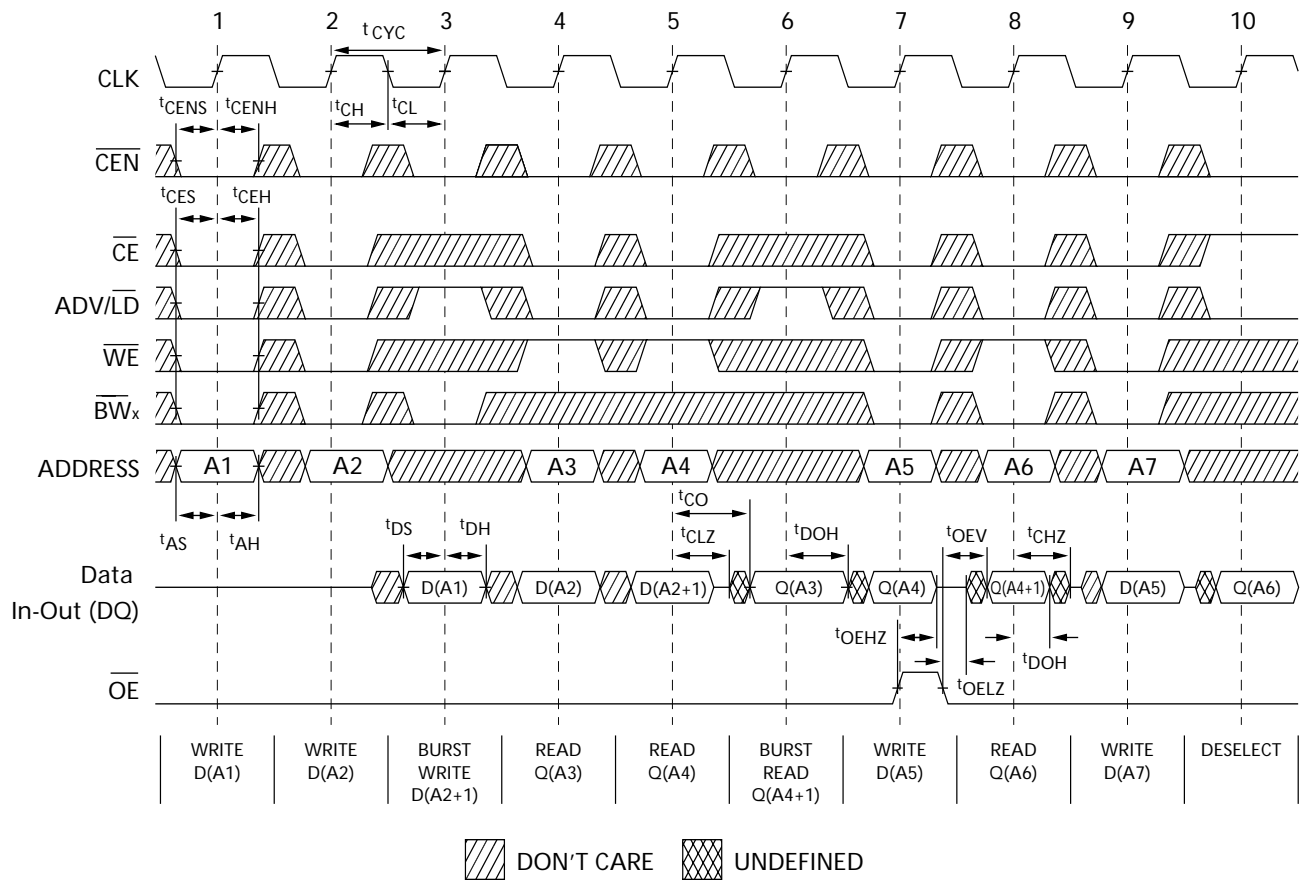 1 2 3 4 5 6 7 8 9 10
tCYC
CLK
tCENS tCENH tCH tCL
CEN
tCES tCEH
CE
ADV/LD
WE
BWx
ADDRESS A1 A2 A3 A4 A5 A6 A7
tCO
tAS tAH tDS tDH tCLZ tDOH tOEV tCHZ
Data
In-Out (DQ)
D(A1) D(A2) D(A2+1) Q(A3) Q(A4) Q(A4+1) D(A5) Q(A6)
tOEHZ tDOH
tOELZ
OE
WRITE D(A1)
WRITE D(A2)
BURST WRITE D(A2+1)
READ Q(A3)
READ Q(A4)
BURST READ Q(A4+1)
WRITE D(A5)
READ Q(A6)
WRITE D(A7)
DESELECT
DON'T CARE UNDEFINED